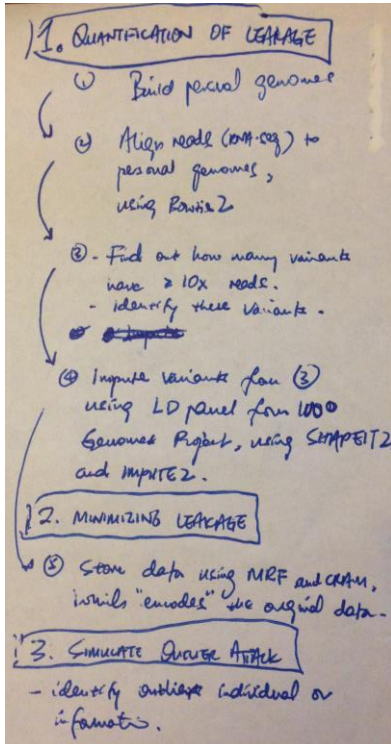 1. QUANTIFICATION OF LEAKAGE
① Build personal genomes
② Align reads (RNA-seq) to
personal genomes,
using Bowtie2
③ - Find out how many variants
have ≥ 10x reads.
- identify these variants.
④ Impute variants from ③
using LD panel from 1000
Genomes Project, using SHAPEIT2
and IMPUTE2.
2. MINIMIZING LEAKAGE
⑤ Store data using MRF and CRAM,
"encodes" the original data.
3. SIMULATE ATTACK
- identify individual or
information.